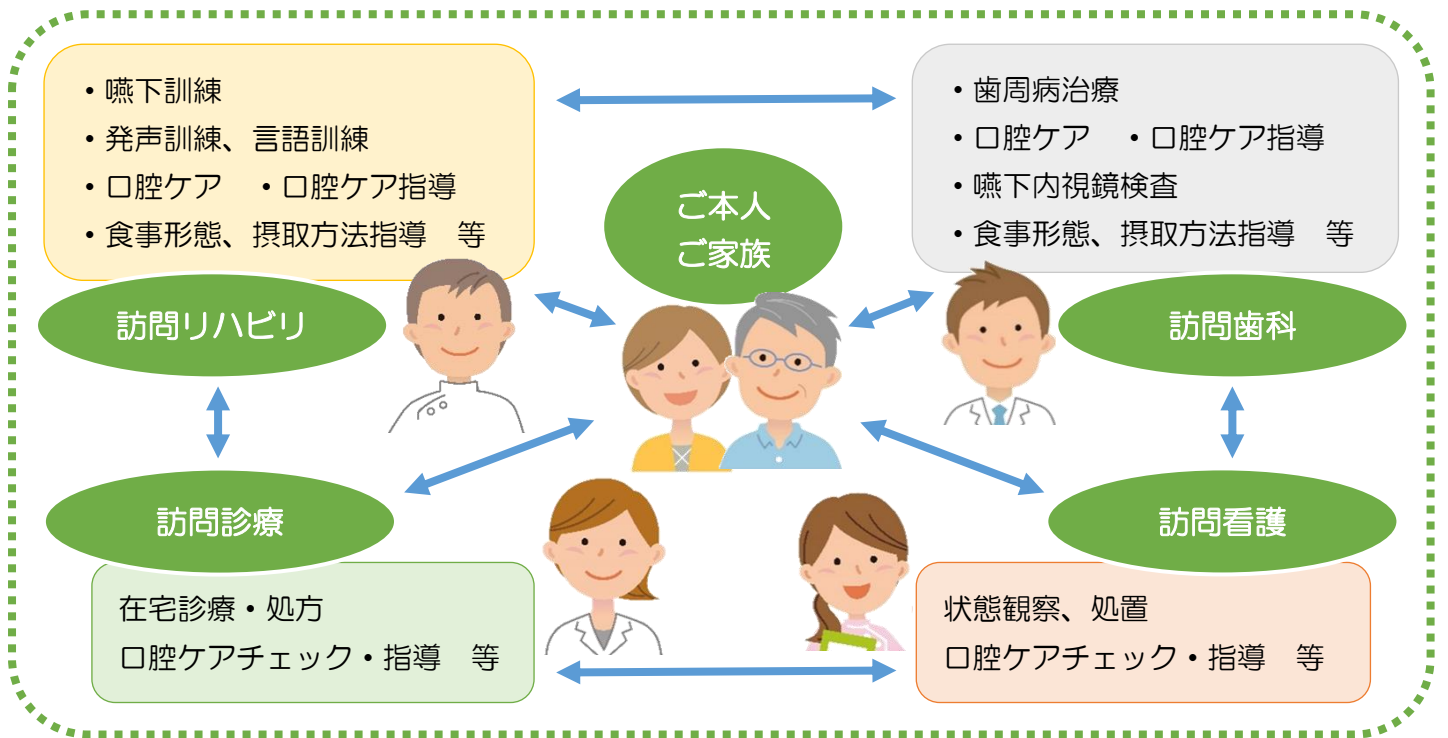 ・嚥下訓練
・発声訓練、言語訓練
・口腔ケア　・口腔ケア指導
・食事形態、摂取方法指導　等
訪問リハビリ
ご本人
ご家族
・歯周病治療
・口腔ケア　・口腔ケア指導
・嚥下内視鏡検査
・食事形態、摂取方法指導　等
訪問歯科
訪問診療
在宅診療・処方
口腔ケアチェック・指導　等
訪問看護
状態観察、処置
口腔ケアチェック・指導　等